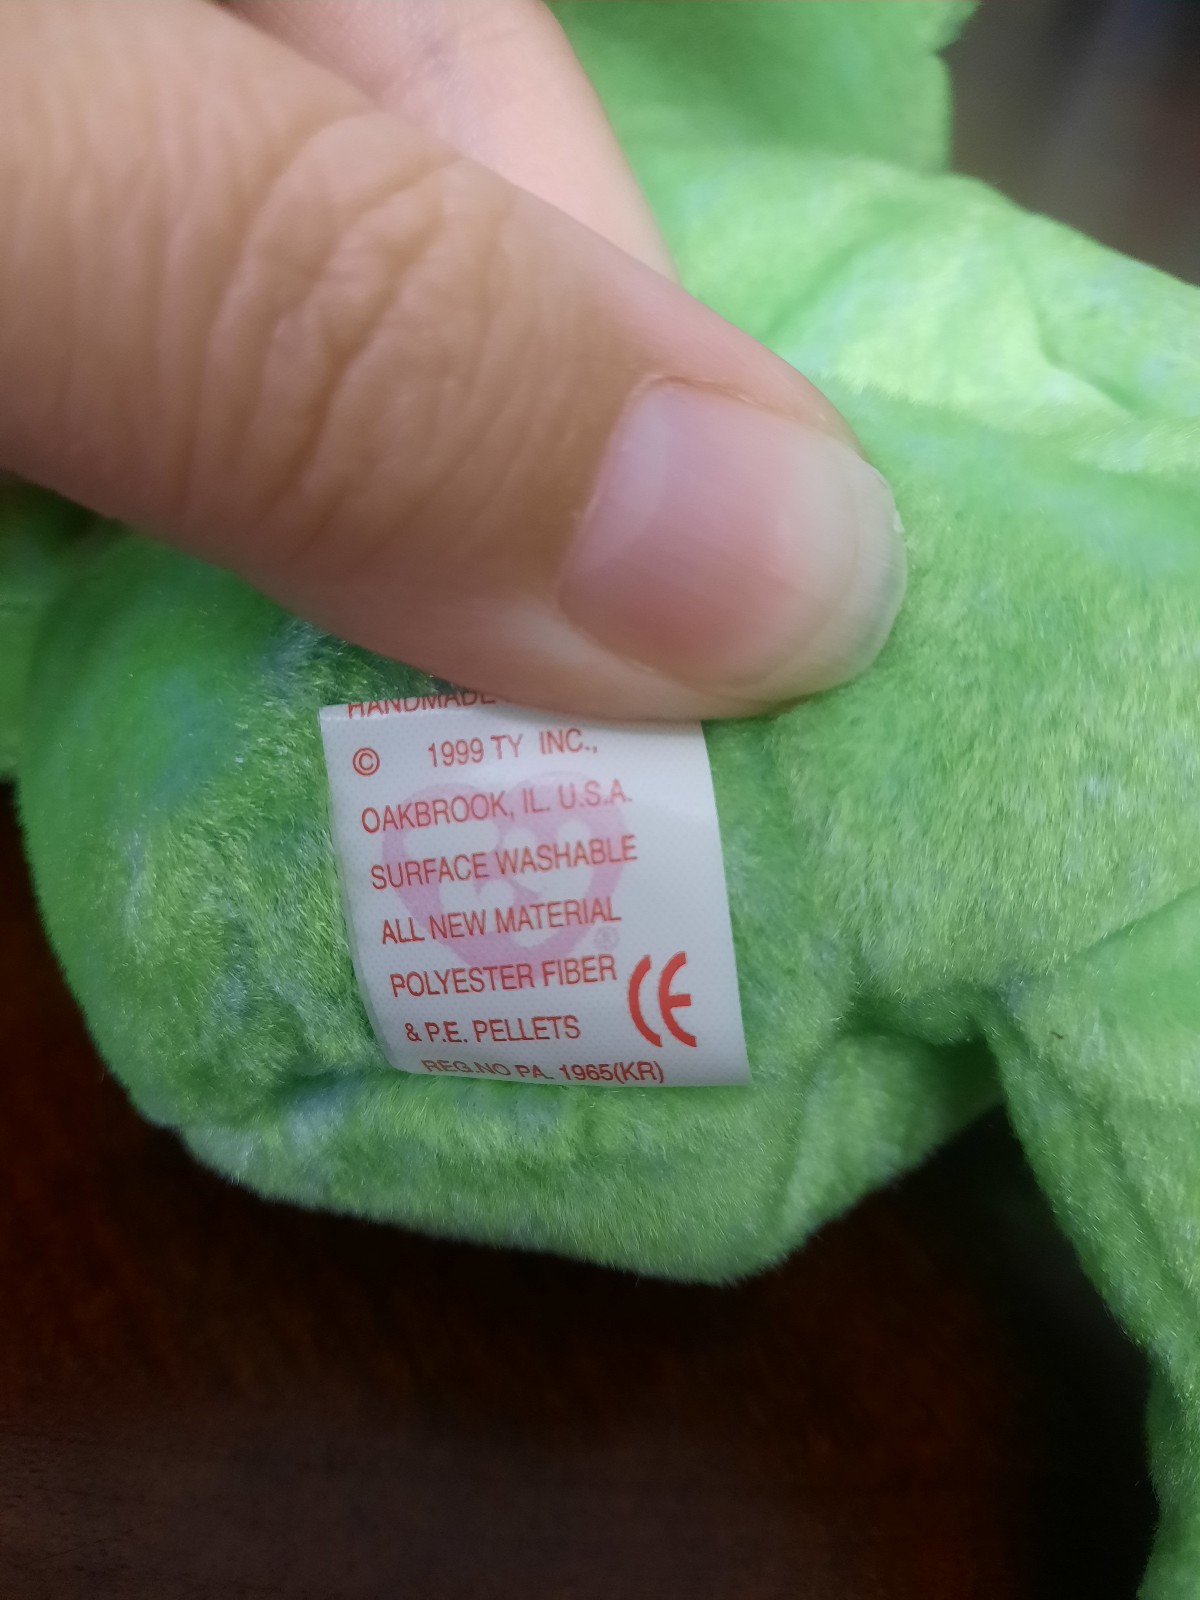 HANDMADE
© 1999 TY INC.,
OAKBROOK, IL. U.S.A.
SURFACE WASHABLE
ALL NEW MATERIAL
POLYESTER FIBER
& P.E. PELLETS
CE
REG.NO PA. 1965(KR)
®